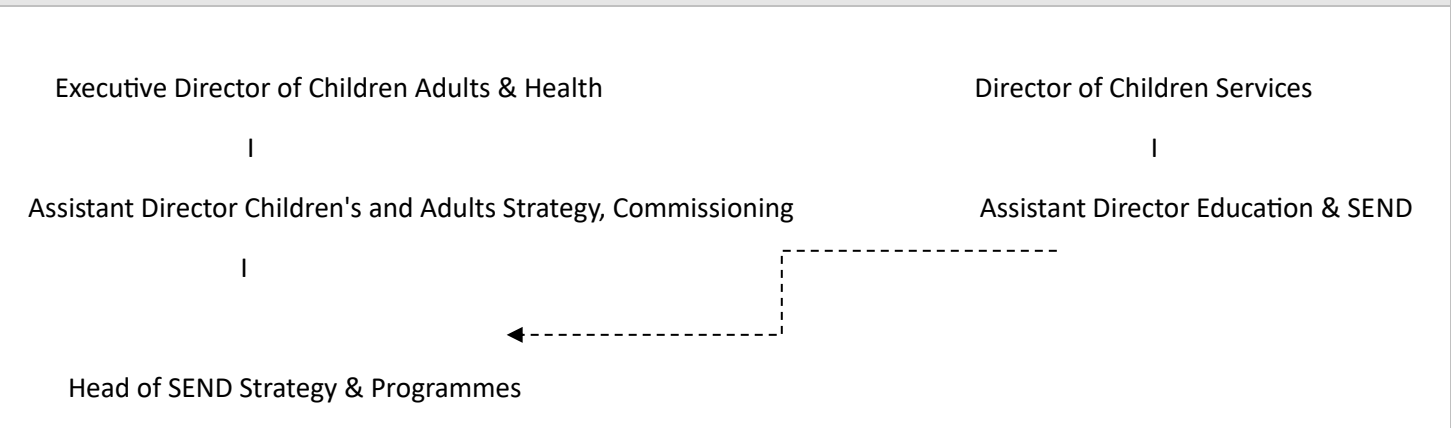 Executive Director of Children Adults & Health Director of Children Services
I I
Assistant Director Children's and Adults Strategy, Commissioning Assistant Director Education & SEND
I
Head of SEND Strategy & Programmes